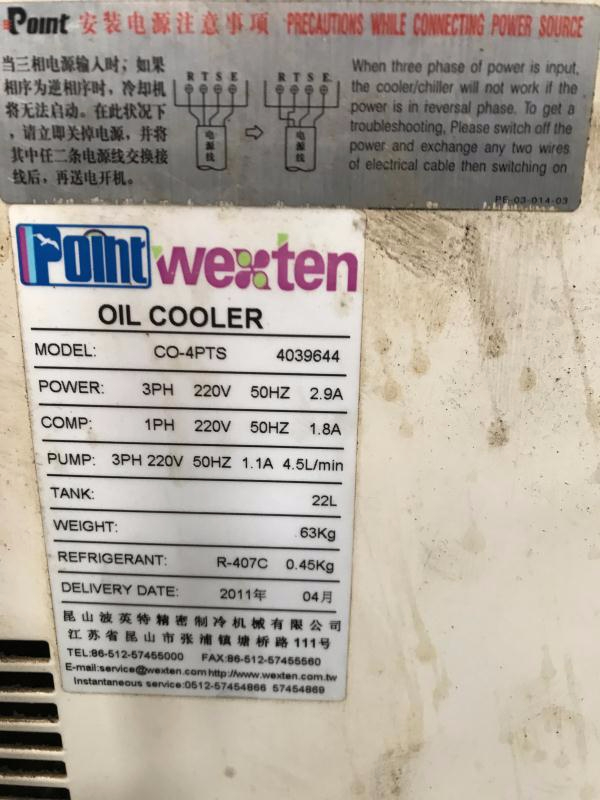 Point 安装电源注意事项 PRECAUTIONS WHILE CONNECTING POWER SOURCE
当三相电源输入时；如果
相序为逆相序时，冷却机
将无法启动。在此状况下
，请立即关掉电源，并将
其中任二条电源线交换接
线后，再送电开机。
R T S E
电源线
R T S E
电源线
When three phase of power is input,
the cooler/chiller will not work if the
power is in reversal phase. To get a
troubleshooting, Please switch off the
power and exchange any two wires
of electrical cable then switching on
PE-03-014-03
Point wexten
OIL COOLER
MODEL: CO-4PTS 4039644
POWER: 3PH 220V 50HZ 2.9A
COMP: 1PH 220V 50HZ 1.8A
PUMP: 3PH 220V 50HZ 1.1A 4.5L/min
TANK: 22L
WEIGHT: 63Kg
REFRIGERANT: R-407C 0.45Kg
DELIVERY DATE: 2011年 04月
昆山波英特精密制冷机械有限公司
江苏省昆山市张浦镇塘桥路111号
TEL:86-512-57455000 FAX:86-512-57455560
E-mail:service@wexten.com http://www.wexten.com.tw
Instantaneous service:0512-57454866 57454869